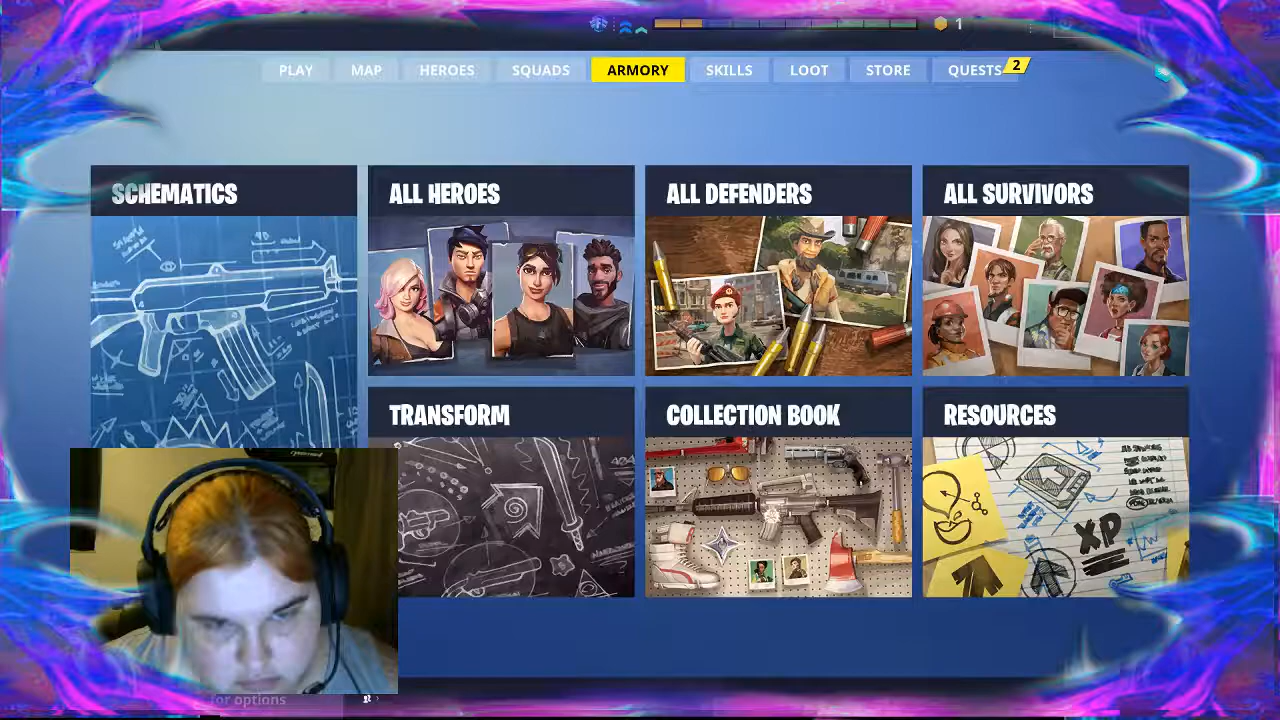 1
PLAY MAP HEROES SQUADS ARMORY SKILLS LOOT STORE QUESTS 2
SCHEMATICS
ALL HEROES
ALL DEFENDERS
ALL SURVIVORS
TRANSFORM
COLLECTION BOOK
RESOURCES
XP
for options